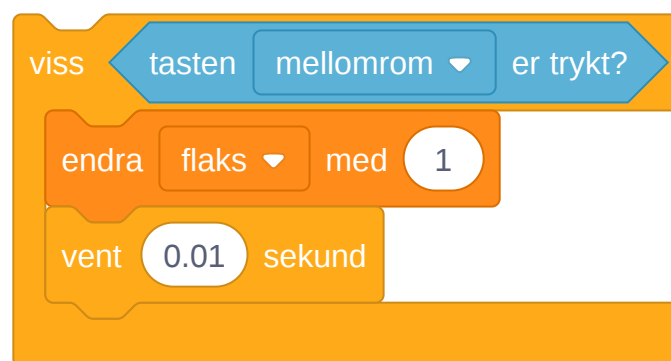 viss tasten mellomrom er trykt?
endra flaks med 1
vent 0.01 sekund